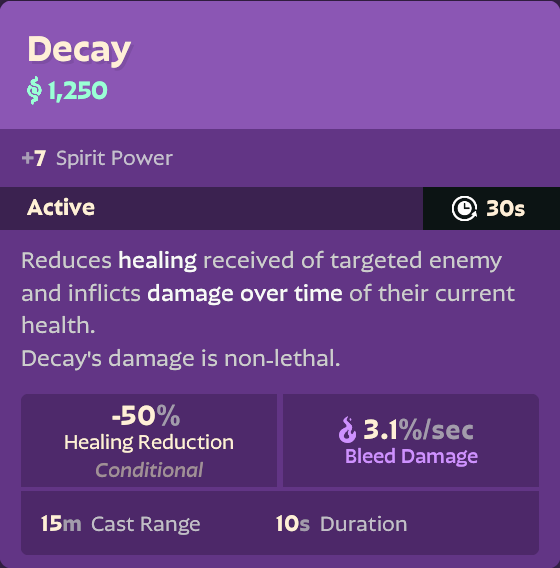 Decay
1,250
+7 Spirit Power
Active 30s
Reduces healing received of targeted enemy
and inflicts damage over time of their current
health.
Decay's damage is non-lethal.
-50%
Healing Reduction
Conditional
3.1%/sec
Bleed Damage
15m Cast Range 10s Duration